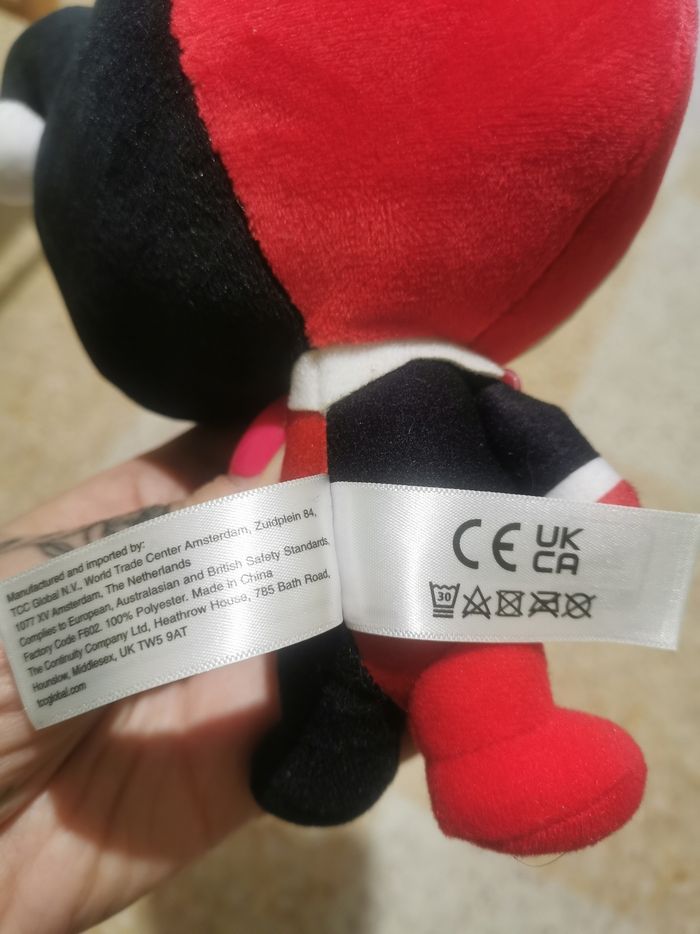 Manufactured and imported by:
TCC Global N.V., World Trade Center Amsterdam, Zuidplein 84,
1077 XV Amsterdam, The Netherlands
Complies to European, Australasian and British Safety Standards,
Factory Code F602. 100% Polyester. Made in China
The Continuity Company Ltd, Heathrow House, 785 Bath Road,
Hounslow, Middlesex, UK TW5 9AT
tccglobal.com
CE UK
CA
30